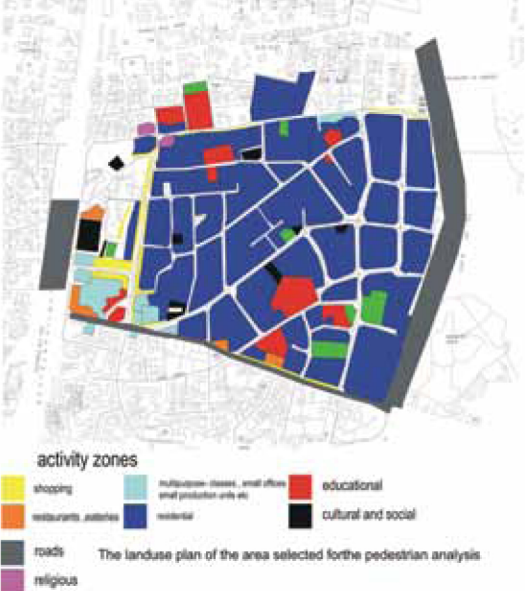 activity zones
shopping
multipurpose classes , small offices
small production units etc
educational
restaurants ,eateries
residential
cultural and social
roads
The landuse plan of the area selected forthe pedestrian analysis
religious